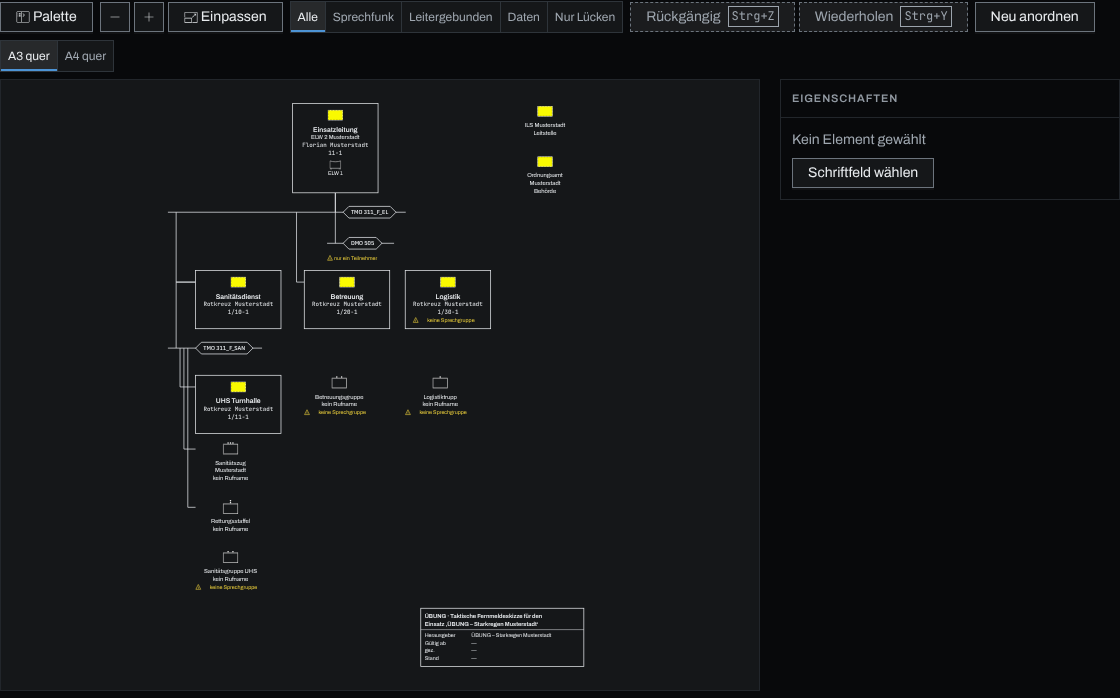 Palette
−
+
Einpassen
Alle
Sprechfunk
Leitergebunden
Daten
Nur Lücken
Rückgängig Strg+Z
Wiederholen Strg+Y
Neu anordnen
A3 quer
A4 quer
EIGENSCHAFTEN
Kein Element gewählt
Schriftfeld wählen
Einsatzleitung
ELW 2 Musterstadt
Florian Musterstadt
11-1
ELW 1
ILS Musterstadt
Leitstelle
Ordnungsamt
Musterstadt
Behörde
TMO 311_F_EL
DMO 505
nur ein Teilnehmer
Sanitätsdienst
Rotkreuz Musterstadt
1/10-1
Betreuung
Rotkreuz Musterstadt
1/20-1
Logistik
Rotkreuz Musterstadt
1/30-1
keine Sprechgruppe
TMO 311_F_SAN
UHS Turnhalle
Rotkreuz Musterstadt
1/11-1
Betreuungsgruppe
kein Rufname
keine Sprechgruppe
Logistiktrupp
kein Rufname
keine Sprechgruppe
Sanitätszug
Musterstadt
kein Rufname
Rettungsstaffel
kein Rufname
Sanitätsgruppe UHS
kein Rufname
keine Sprechgruppe
ÜBUNG · Taktische Fernmeldeskizze für den
Einsatz „ÜBUNG – Starkregen Musterstadt“
Herausgeber ÜBUNG – Starkregen Musterstadt
Gültig ab —
gez. —
Stand —